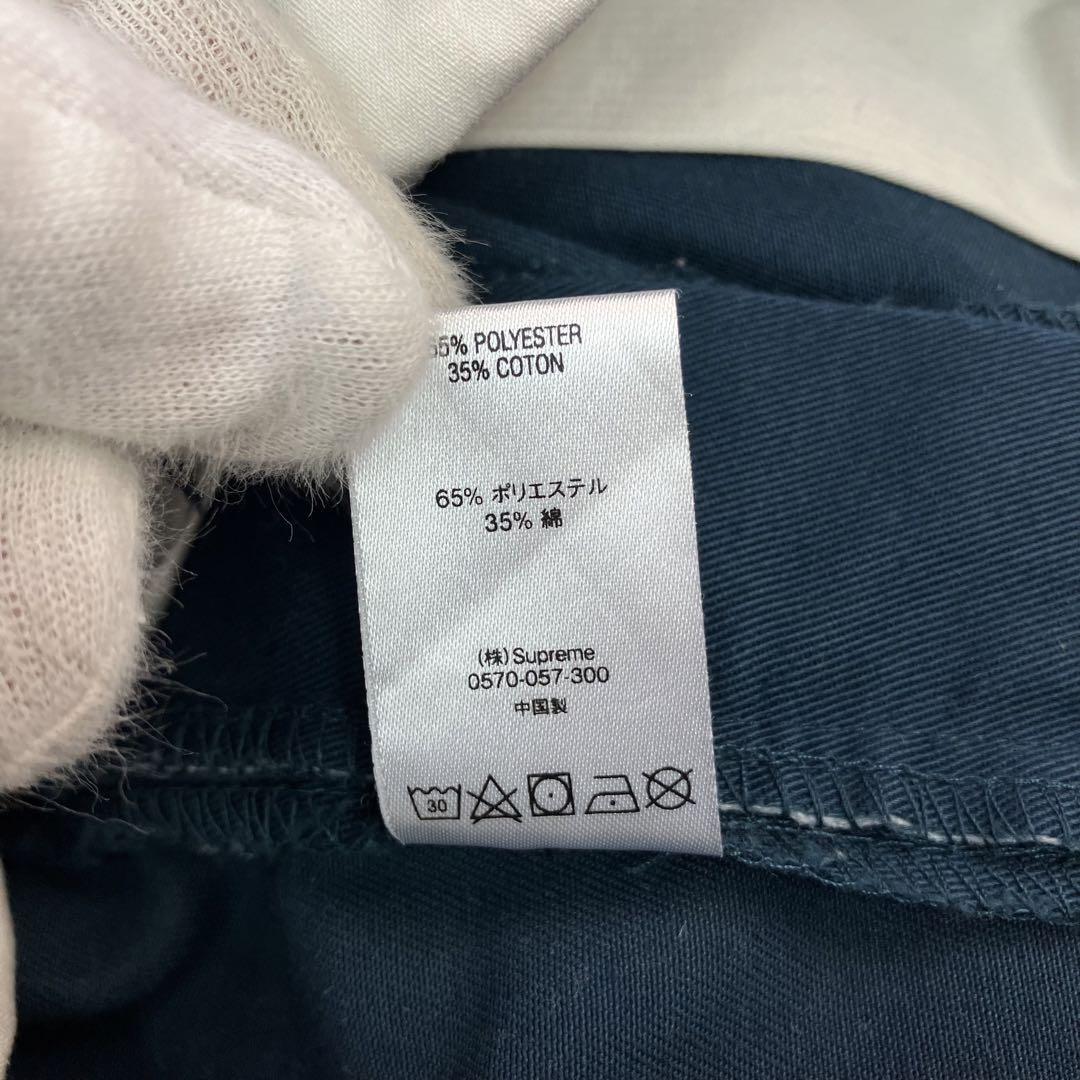 5% POLYESTER
35% COTON
65% ポリエステル
35% 綿
(株)Supreme
0570-057-300
中国製
30